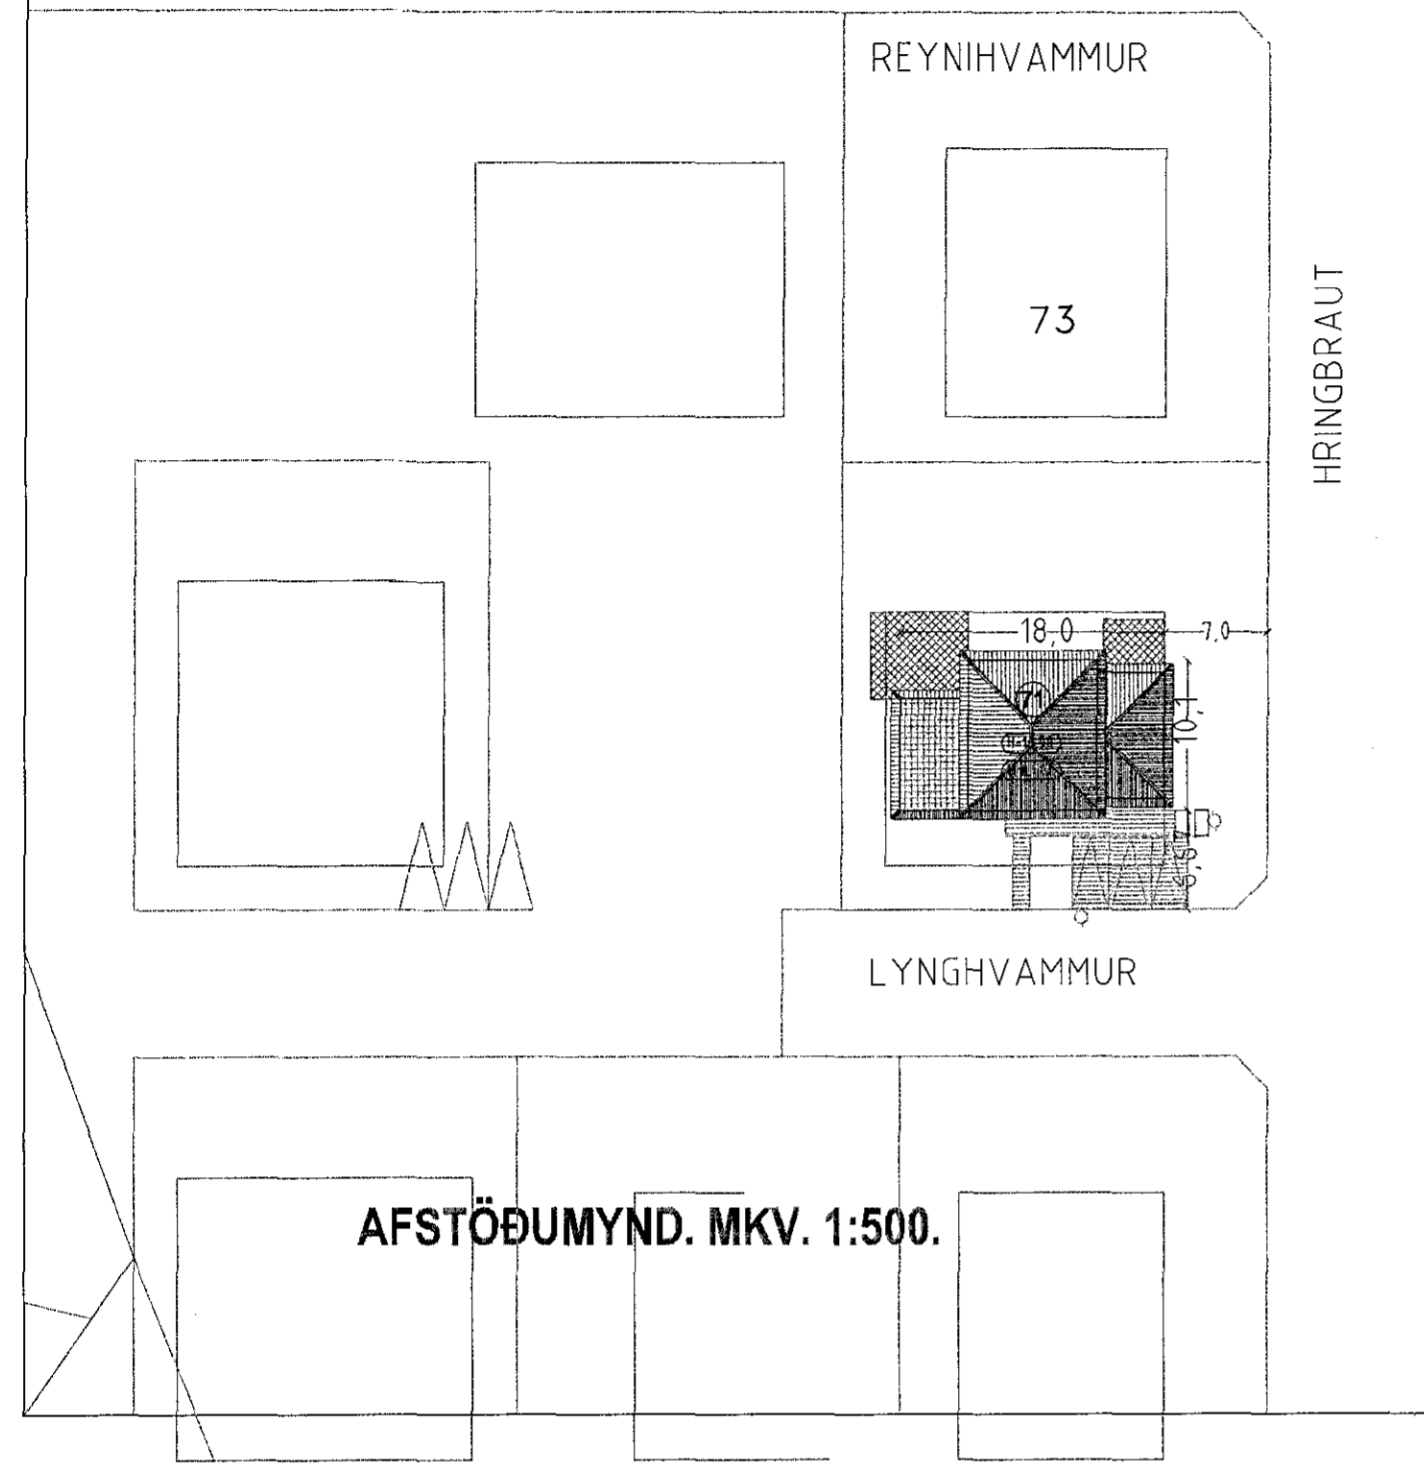 REYNIHVAMMUR
73
HRINGBRAUT
18,0
7,0
71
10,1
LYNGHVAMMUR
AFSTÖÐUMYND. MKV. 1:500.